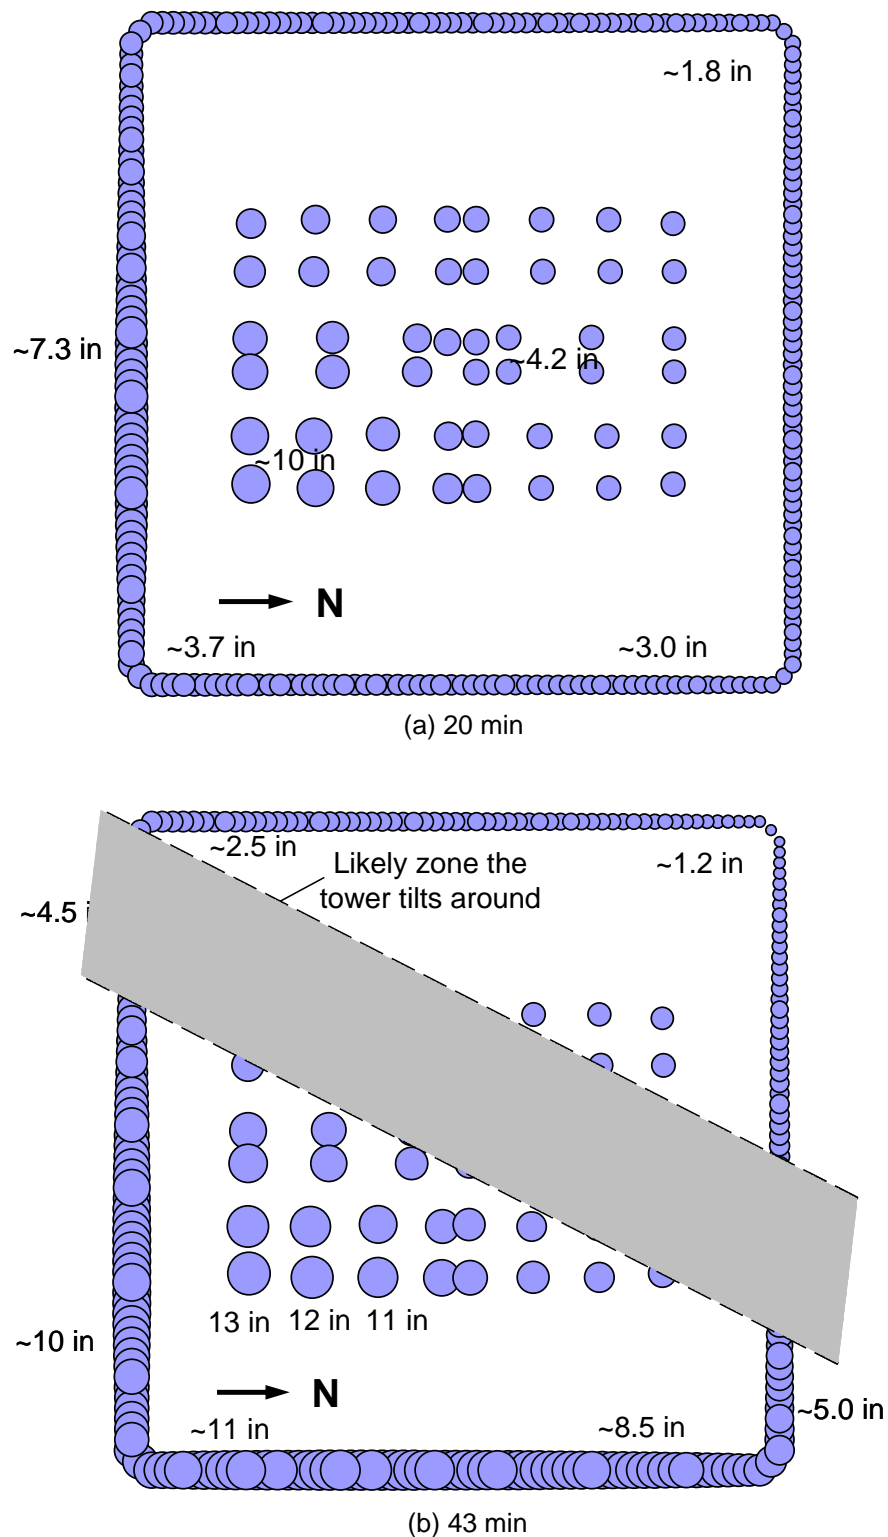 ~1.8 in
~7.3 in
~4.2 in
~10 in
N
~3.7 in
~3.0 in
(a) 20 min
~2.5 in
Likely zone the
tower tilts around
~1.2 in
~4.5 i
13 in 12 in 11 in
~10 in
N
~11 in
~8.5 in
~5.0 in
(b) 43 min